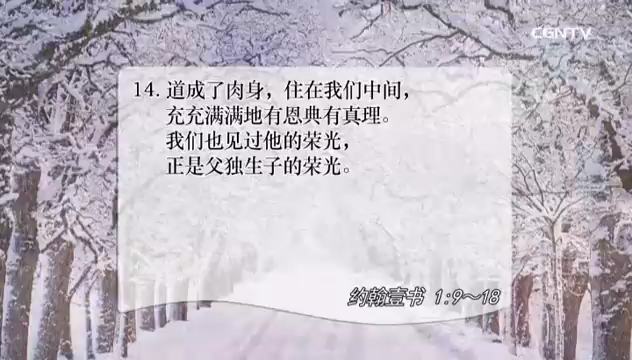 CGNTV
14. 道成了肉身，住在我们中间，
充充满满地有恩典有真理。
我们也见过他的荣光，
正是父独生子的荣光。
约翰壹书 1:9～18